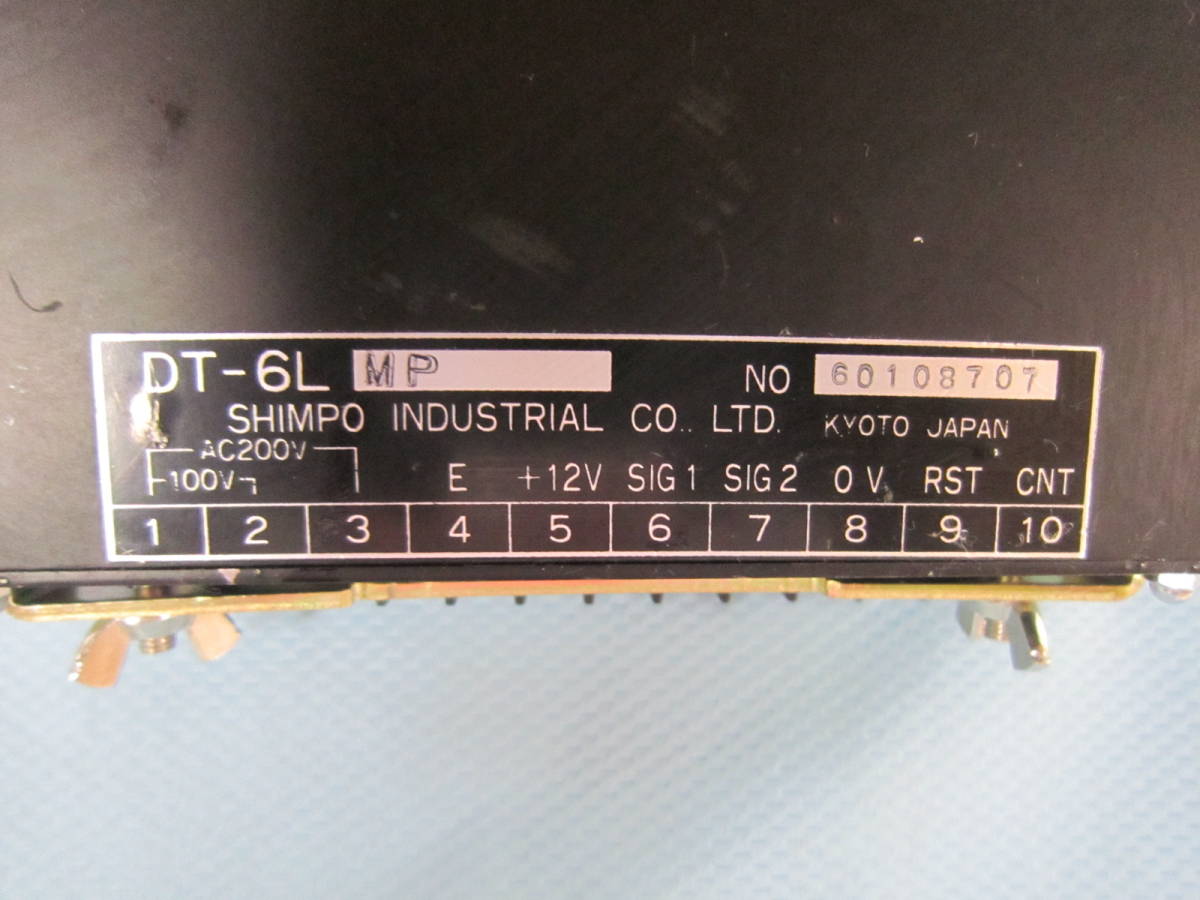 DT-6L MP NO 60108707
SHIMPO INDUSTRIAL CO., LTD. KYOTO JAPAN
AC200V
100V E +12V SIG 1 SIG 2 0 V RST CNT
1 2 3 4 5 6 7 8 9 10